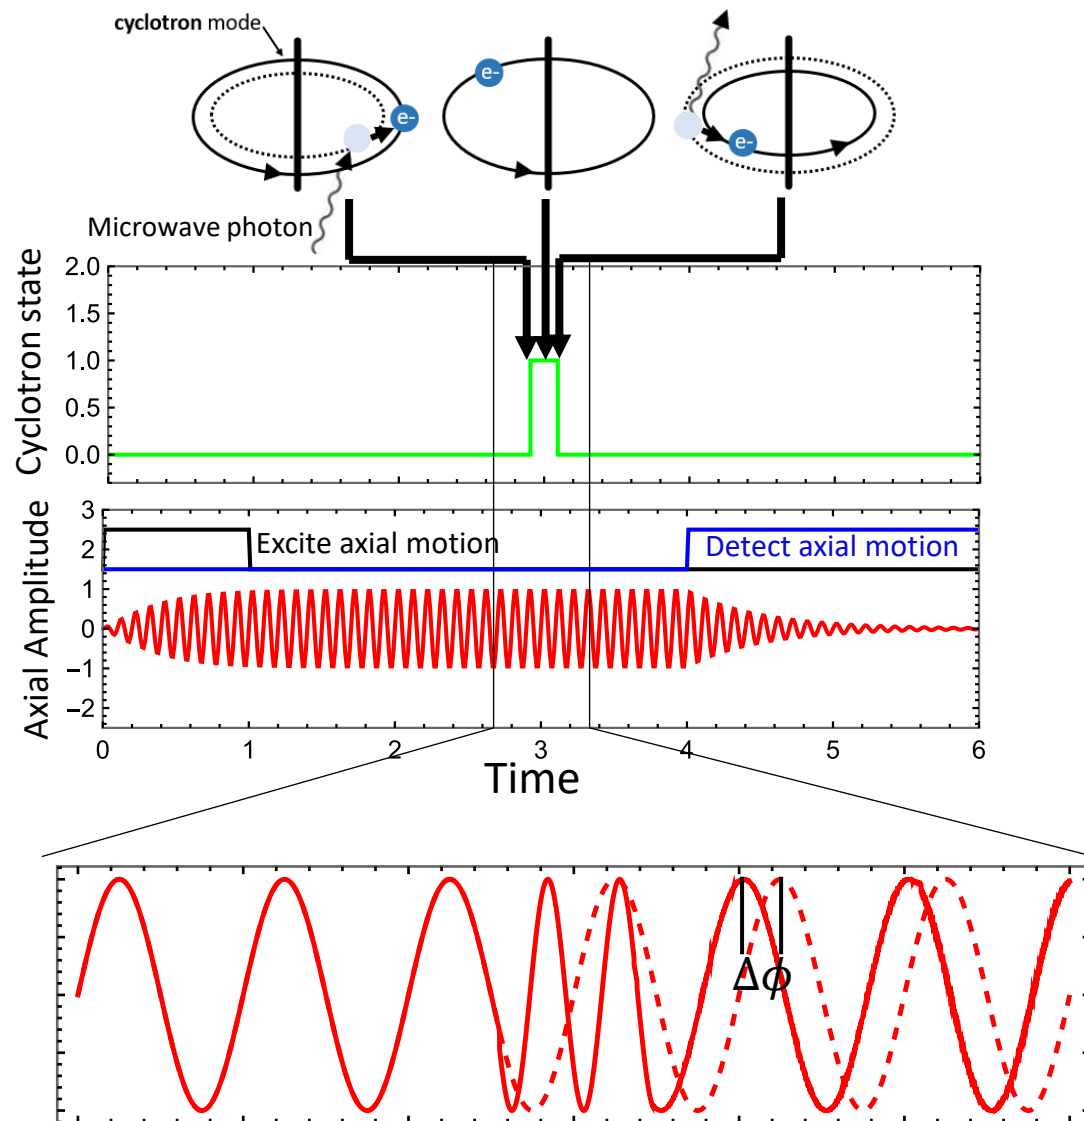 cyclotron mode
e-
e-
e-
Microwave photon
Cyclotron state
2.0
1.5
1.0
0.5
0.0
Axial Amplitude
3
2
1
0
−1
−2
Excite axial motion
Detect axial motion
0 1 2 3 4 5 6
Time
Δϕ